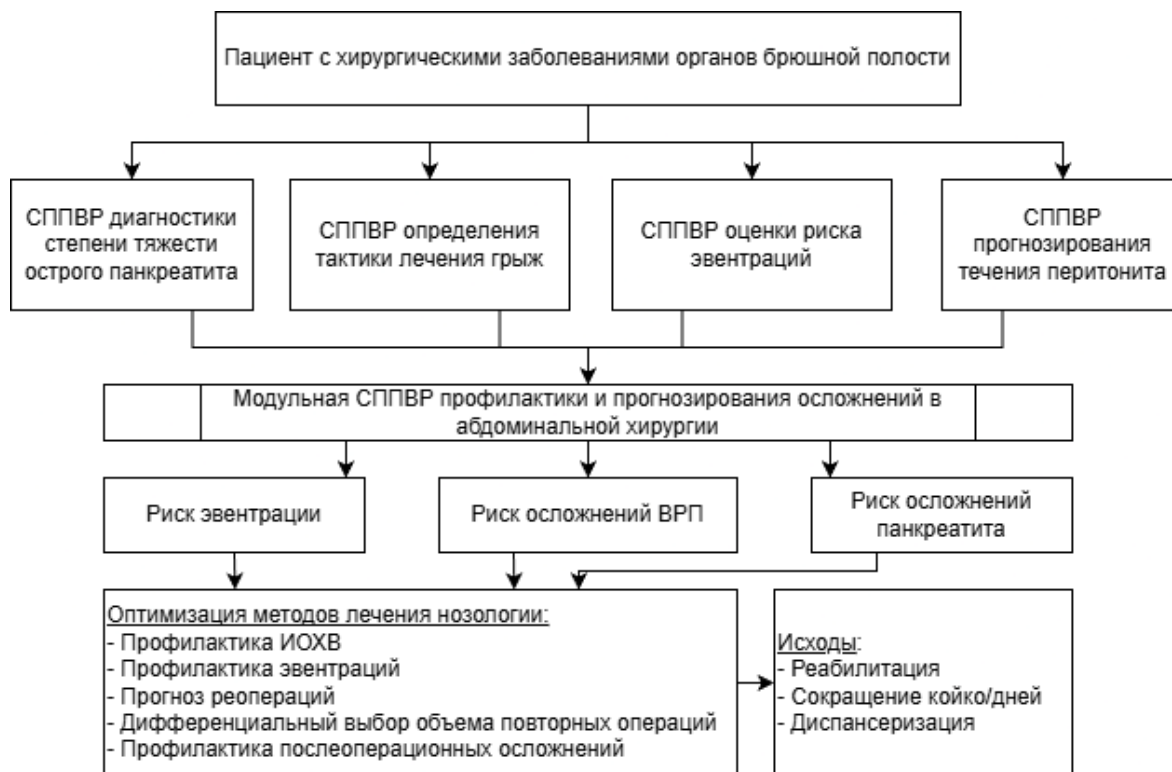 Пациент с хирургическими заболеваниями органов брюшной полости
СППВР диагностики
степени тяжести
острого панкреатита
СППВР определения
тактики лечения грыж
СППВР оценки риска
эвентраций
СППВР
прогнозирования
течения перитонита
Модульная СППВР профилактики и прогнозирования осложнений в
абдоминальной хирургии
Риск эвентрации
Риск осложнений ВРП
Риск осложнений
панкреатита
Оптимизация методов лечения нозологии:
- Профилактика ИОХВ
- Профилактика эвентраций
- Прогноз реопераций
- Дифференциальный выбор объема повторных операций
- Профилактика послеоперационных осложнений
Исходы:
- Реабилитация
- Сокращение койко/дней
- Диспансеризация